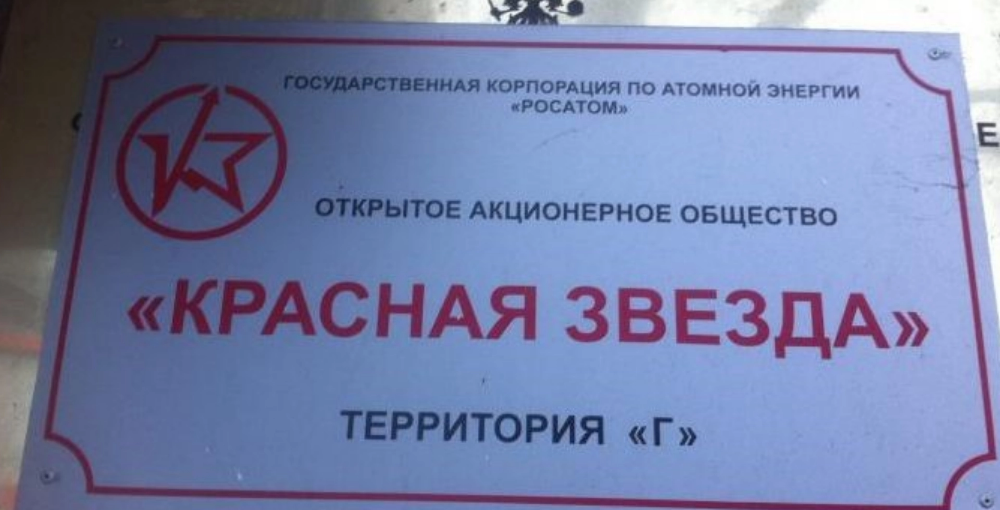 ГОСУДАРСТВЕННАЯ КОРПОРАЦИЯ ПО АТОМНОЙ ЭНЕРГИИ
«РОСАТОМ»
ОТКРЫТОЕ АКЦИОНЕРНОЕ ОБЩЕСТВО
«КРАСНАЯ ЗВЕЗДА»
ТЕРРИТОРИЯ «Г»